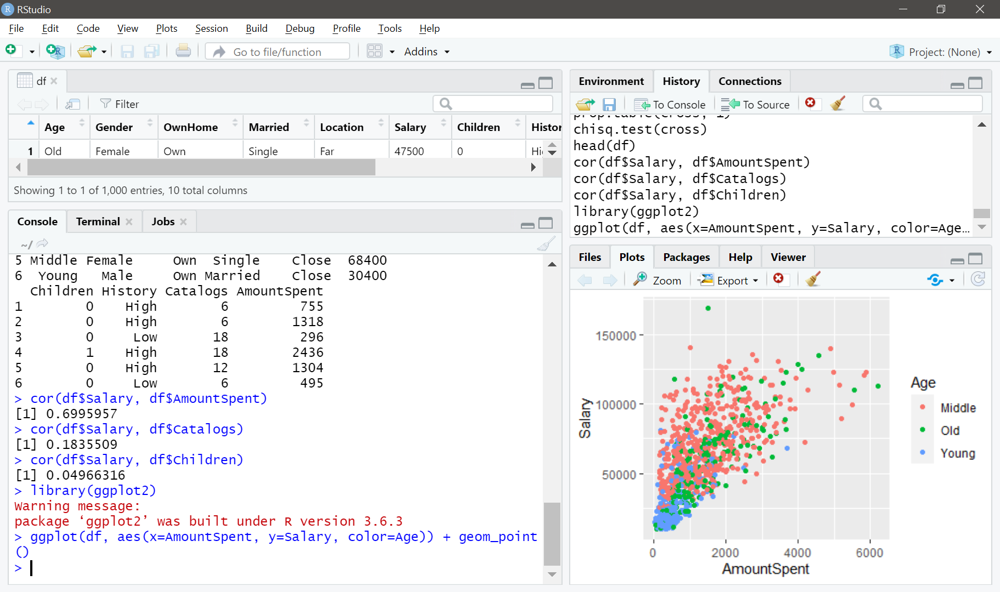 RStudio
File Edit Code View Plots Session Build Debug Profile Tools Help
Go to file/function Addins Project: (None)
df
Filter
Age Gender OwnHome Married Location Salary Children Histor
1 Old Female Own Single Far 47500 0 Hi
Showing 1 to 1 of 1,000 entries, 10 total columns
Console Terminal Jobs
~/
5 Middle Female Own Single Close 68400
6 Young Male Own Married Close 30400
Children History Catalogs AmountSpent
1 0 High 6 755
2 0 High 6 1318
3 0 Low 18 296
4 1 High 18 2436
5 0 High 12 1304
6 0 Low 6 495
> cor(df$Salary, df$AmountSpent)
[1] 0.6995957
> cor(df$Salary, df$Catalogs)
[1] 0.1835509
> cor(df$Salary, df$Children)
[1] 0.04966316
> library(ggplot2)
Warning message:
package ‘ggplot2’ was built under R version 3.6.3
> ggplot(df, aes(x=AmountSpent, y=Salary, color=Age)) + geom_point
()
>
Environment History Connections
To Console To Source
prop.table(cross, 1)
chisq.test(cross)
head(df)
cor(df$Salary, df$AmountSpent)
cor(df$Salary, df$Catalogs)
cor(df$Salary, df$Children)
library(ggplot2)
ggplot(df, aes(x=AmountSpent, y=Salary, color=Age…
Files Plots Packages Help Viewer
Zoom Export
150000
100000
50000
Salary
0 2000 4000 6000
AmountSpent
Age
Middle
Old
Young